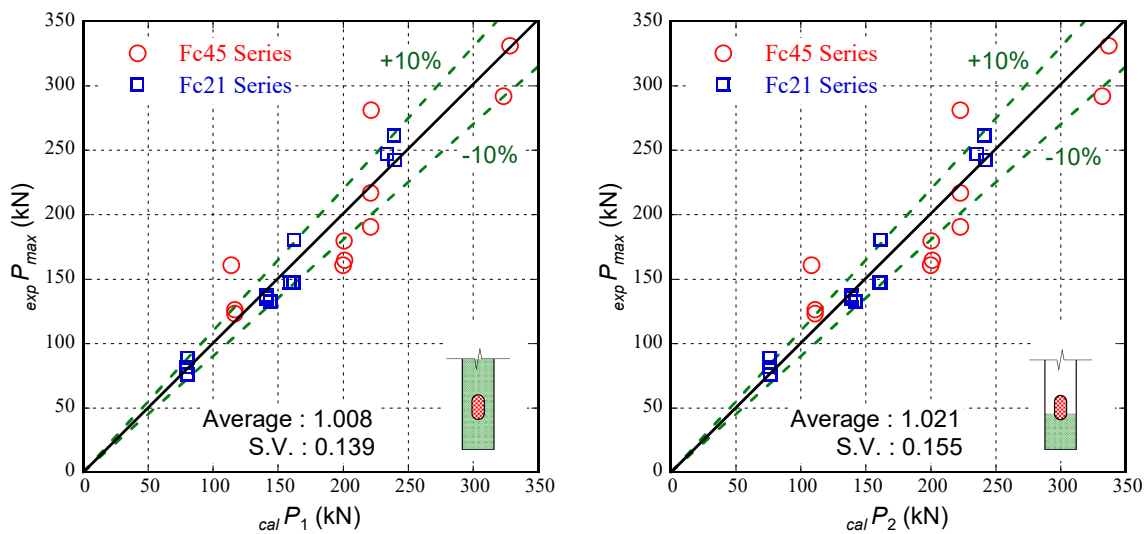 350
300
250
200
150
100
50
0
exp P max (kN)
Fc45 Series
Fc21 Series
+10%
-10%
Average : 1.008
S.V. : 0.139
0 50 100 150 200 250 300 350
cal P1 (kN)
350
300
250
200
150
100
50
0
exp P max (kN)
Fc45 Series
Fc21 Series
+10%
-10%
Average : 1.021
S.V. : 0.155
0 50 100 150 200 250 300 350
cal P2 (kN)